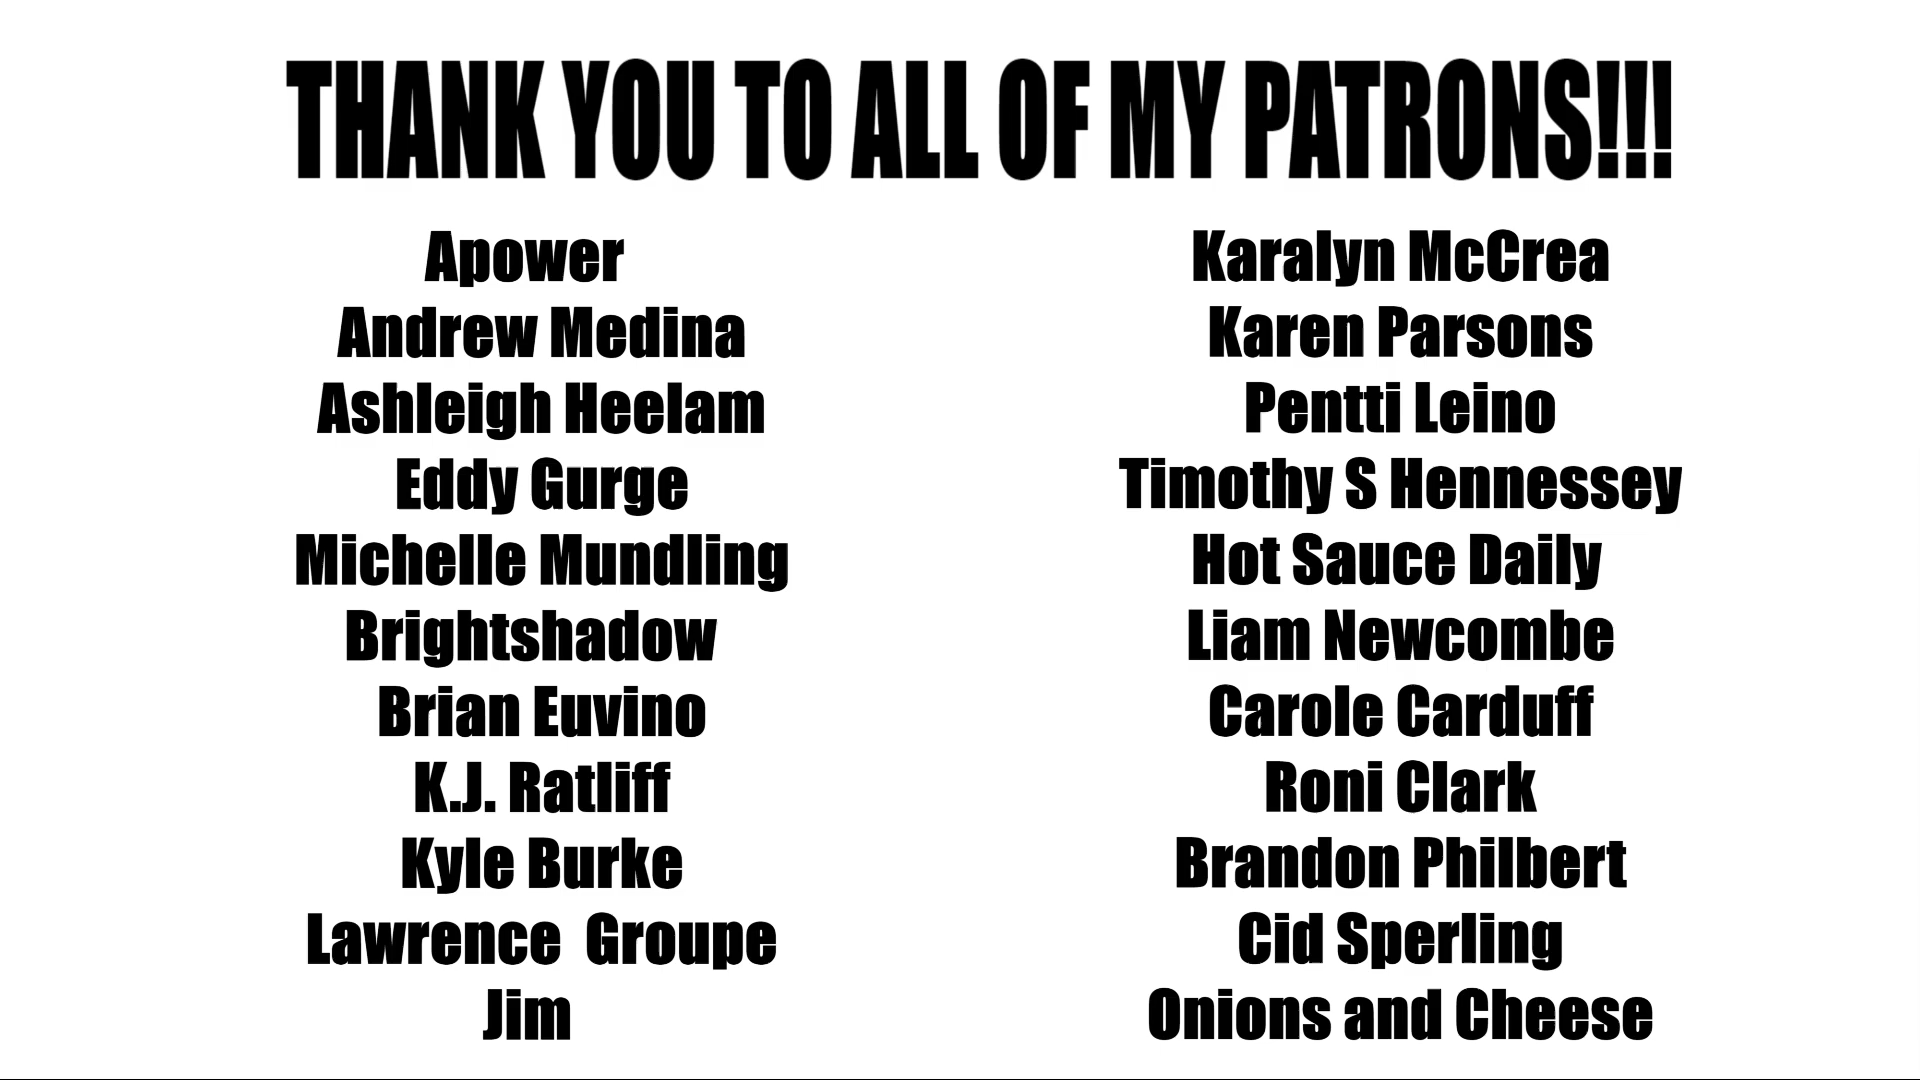 THANK YOU TO ALL OF MY PATRONS!!!
Apower
Andrew Medina
Ashleigh Heelam
Eddy Gurge
Michelle Mundling
Brightshadow
Brian Euvino
K.J. Ratliff
Kyle Burke
Lawrence  Groupe
Jim
Karalyn McCrea
Karen Parsons
Pentti Leino
Timothy S Hennessey
Hot Sauce Daily
Liam Newcombe
Carole Carduff
Roni Clark
Brandon Philbert
Cid Sperling
Onions and Cheese